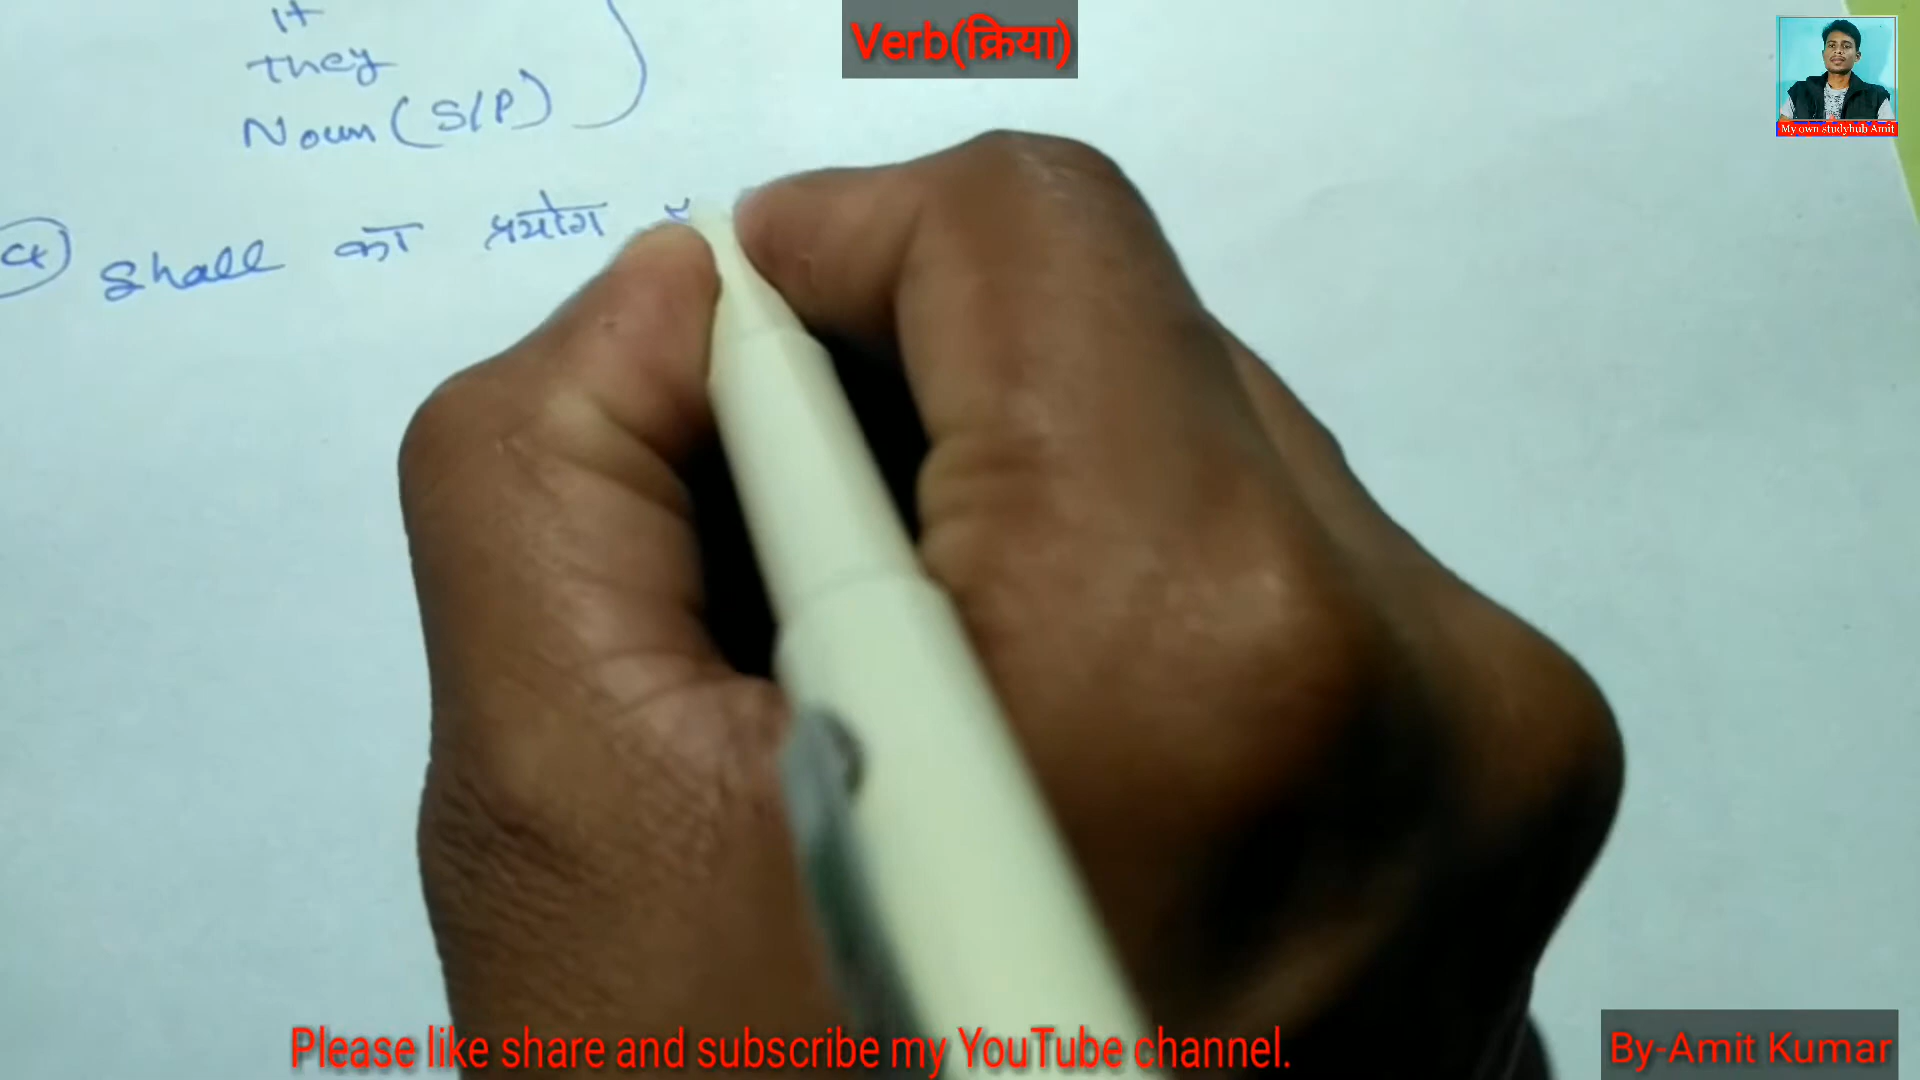 Verb(क्रिया)
My own studyhub Amit
It
they
Noun (S/P)
4 Shall का प्रयोग
Please like share and subscribe my YouTube channel.
By-Amit Kumar